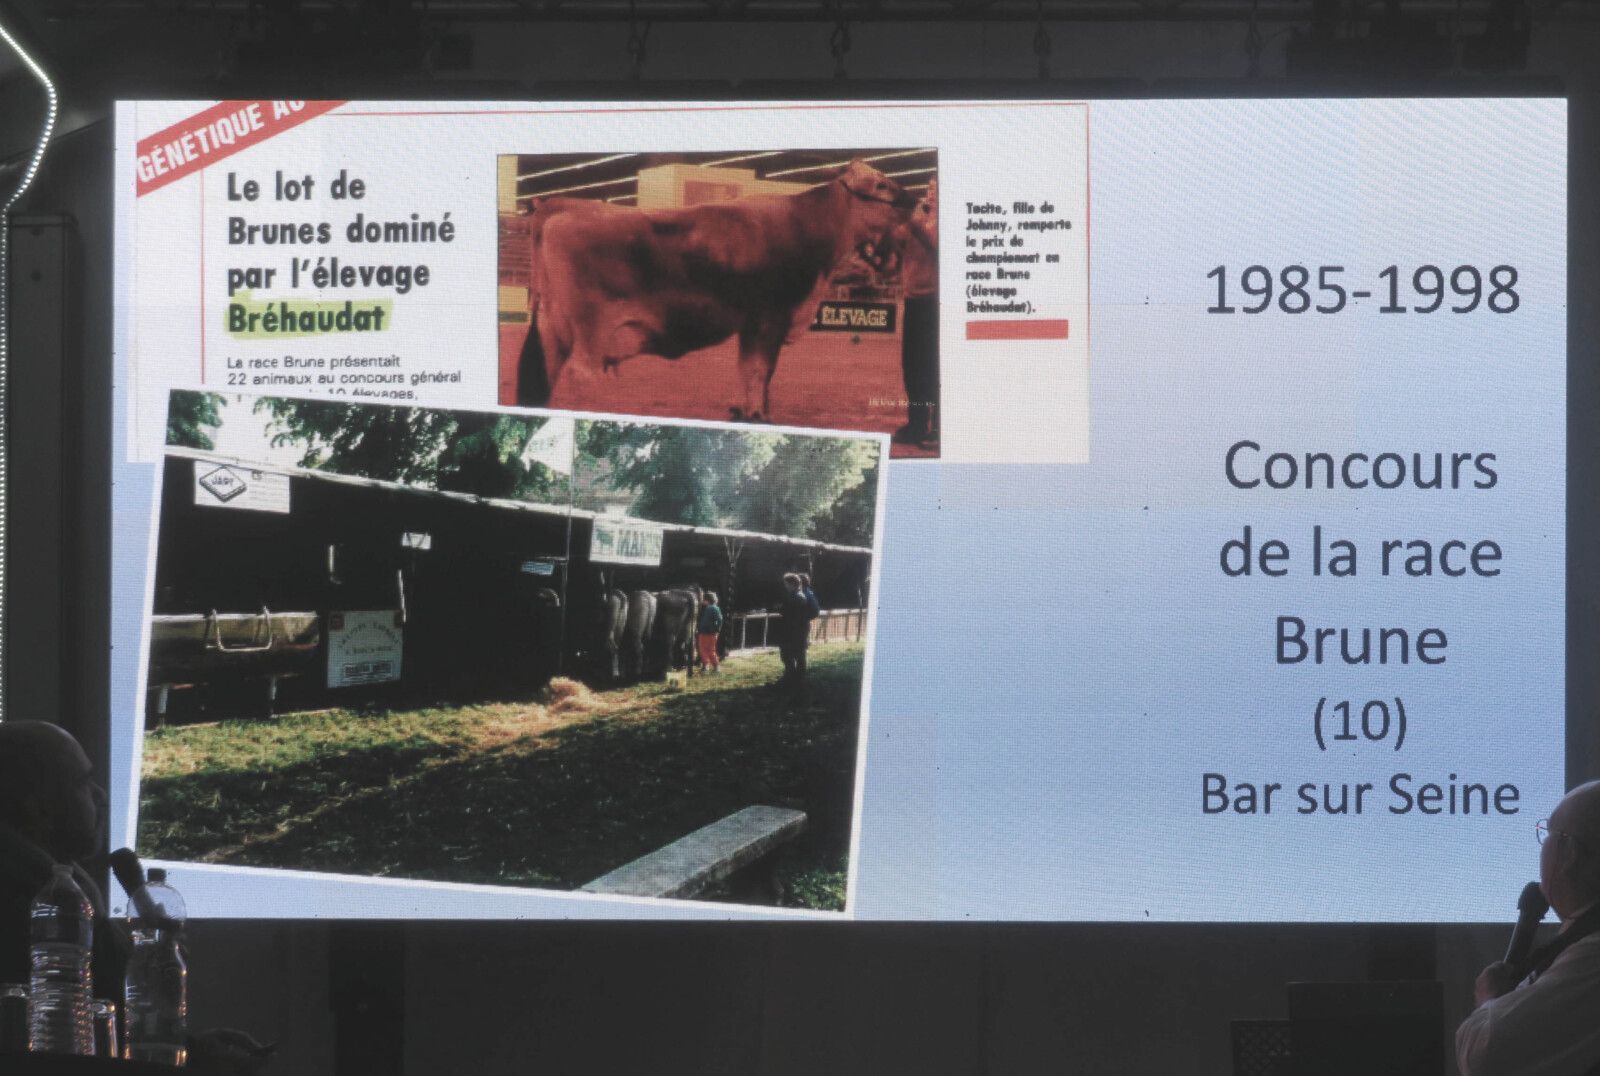 GÉNÉTIQUE AU
Le lot de
Brunes dominé
par l'élevage
Bréhaudat
La race Brune présentait
22 animaux au concours général
10 élevages,
ÉLEVAGE
Tacite, fille de
Johnny, remporte
le prix de
championnat en
race Brune
(élevage
Bréhaudat).
1985-1998
Concours
de la race
Brune
(10)
Bar sur Seine